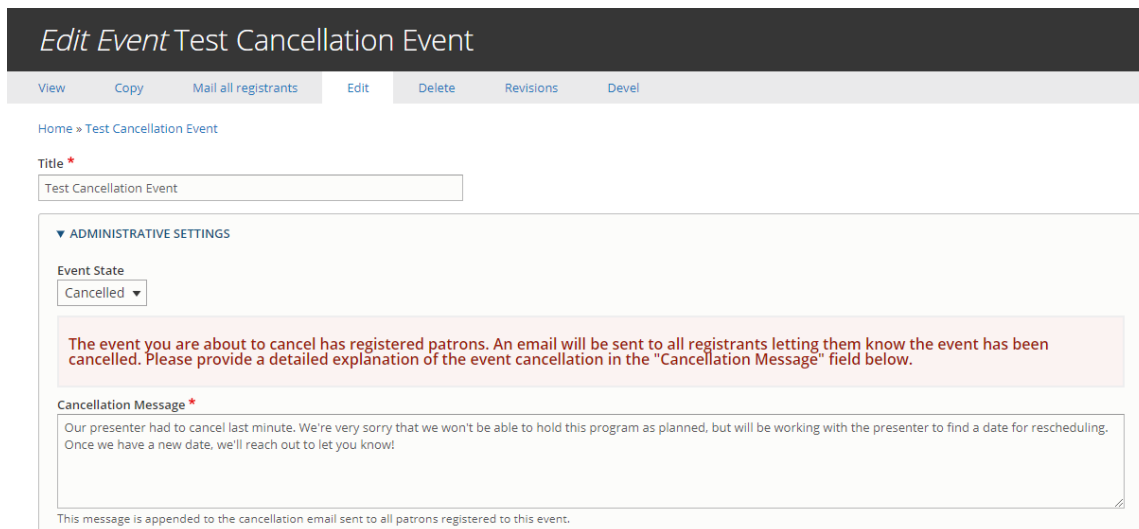 Edit Event Test Cancellation Event
View Copy Mail all registrants Edit Delete Revisions Devel
Home » Test Cancellation Event
Title *
Test Cancellation Event
▼ ADMINISTRATIVE SETTINGS
Event State
Cancelled ▼
The event you are about to cancel has registered patrons. An email will be sent to all registrants letting them know the event has been
cancelled. Please provide a detailed explanation of the event cancellation in the "Cancellation Message" field below.
Cancellation Message *
Our presenter had to cancel last minute. We're very sorry that we won't be able to hold this program as planned, but will be working with the presenter to find a date for rescheduling.
Once we have a new date, we'll reach out to let you know!
This message is appended to the cancellation email sent to all patrons registered to this event.